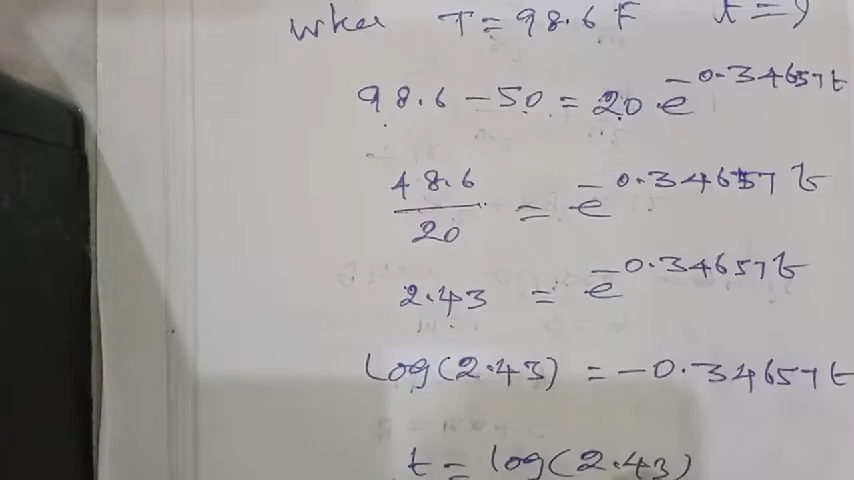 when T = 98.6 F t = ?
98.6 - 50 = 20 . e^-0.34657t
48.6/20 = e^-0.34657t
2.43 = e^-0.34657t
log(2.43) = -0.34657t
t = log(2.43)